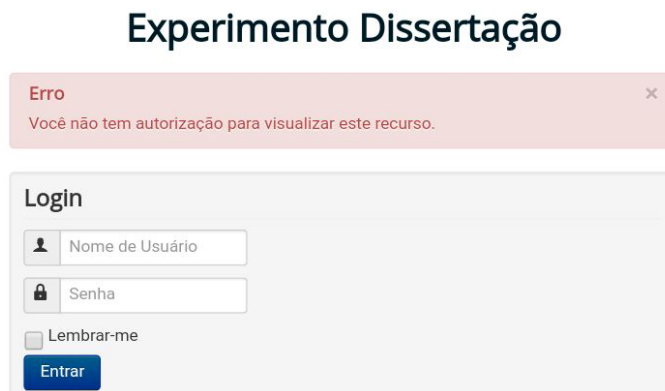 Experimento Dissertação
Erro
×
Você não tem autorização para visualizar este recurso.
Login
Nome de Usuário
Senha
Lembrar-me
Entrar